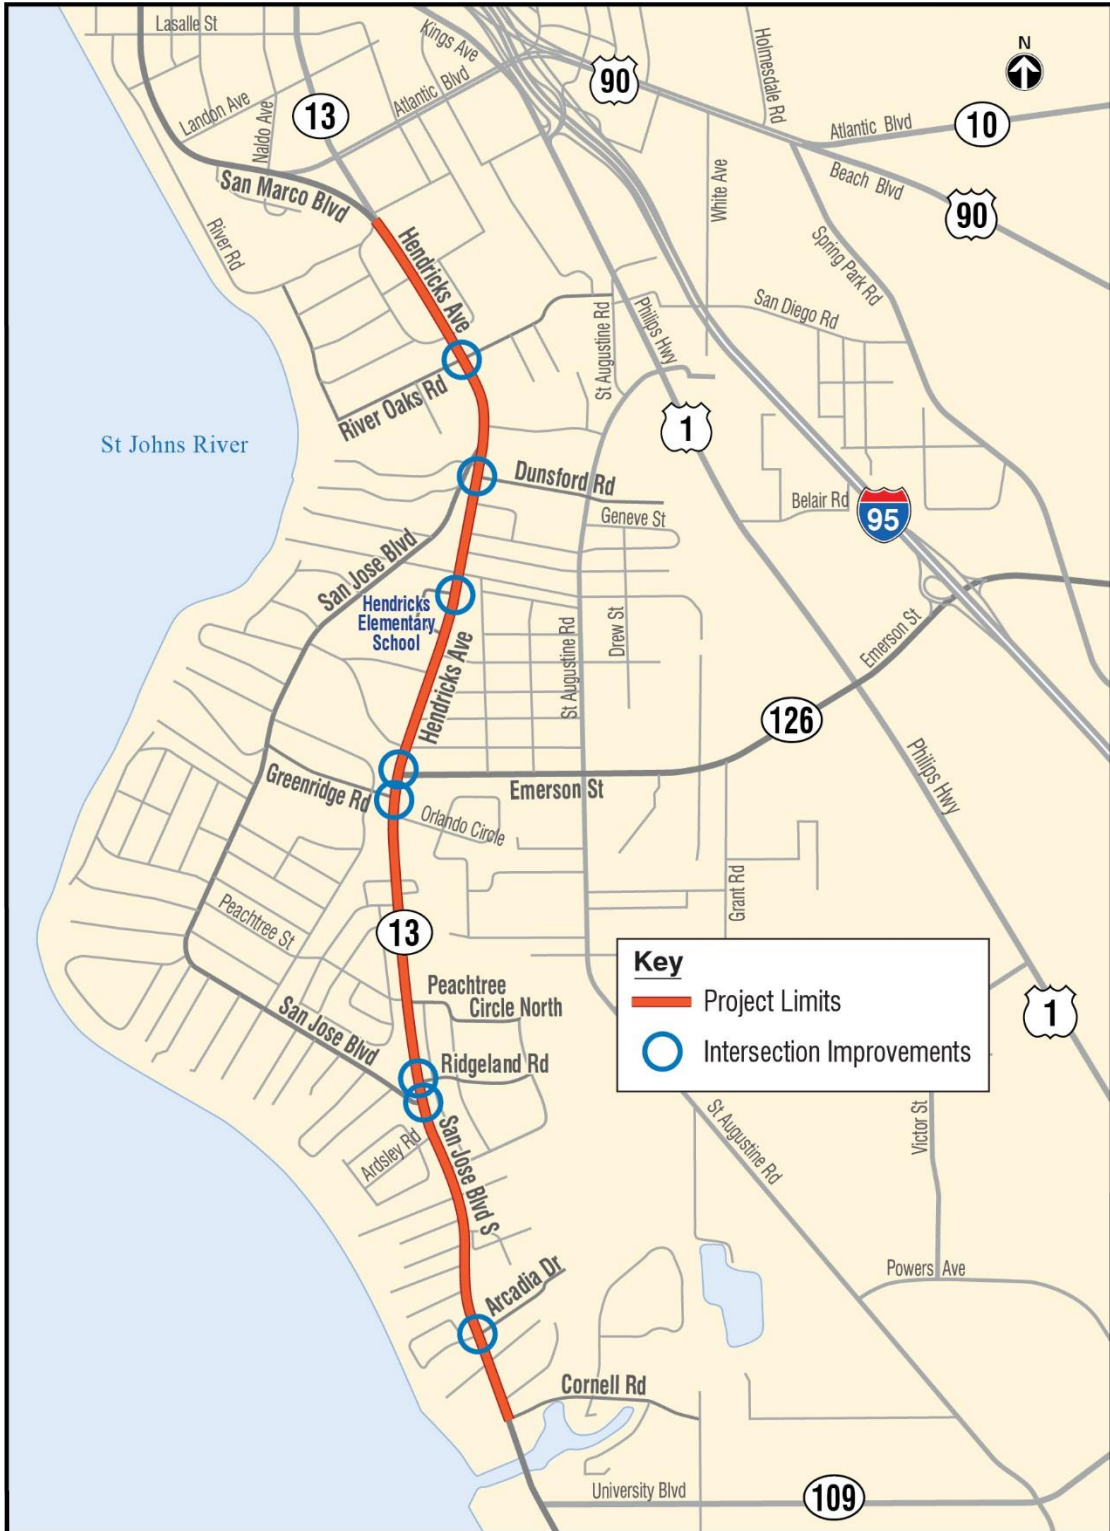 Lasalle St
Kings Ave
Holmesdale Rd
N
90
13
Landon Ave
Naldo Ave
Atlantic Blvd
Atlantic Blvd
10
San Marco Blvd
White Ave
Beach Blvd
90
River Rd
Hendricks Ave
Spring Park Rd
San Diego Rd
St Augustine Rd
Philips Hwy
River Oaks Rd
1
St Johns River
Dunsford Rd
Belair Rd
95
Geneve St
San Jose Blvd
Hendricks
Elementary
School
Hendricks Ave
St Augustine Rd
Drew St
Emerson St
126
Philips Hwy
Greenridge Rd
Emerson St
Orlando Circle
Grant Rd
Peachtree St
13
Key
Project Limits
Intersection Improvements
Peachtree
Circle North
1
San Jose Blvd
Ridgeland Rd
Ardsley Rd
San Jose Blvd S
St Augustine Rd
Victor St
Arcadia Dr
Powers Ave
Cornell Rd
University Blvd
109